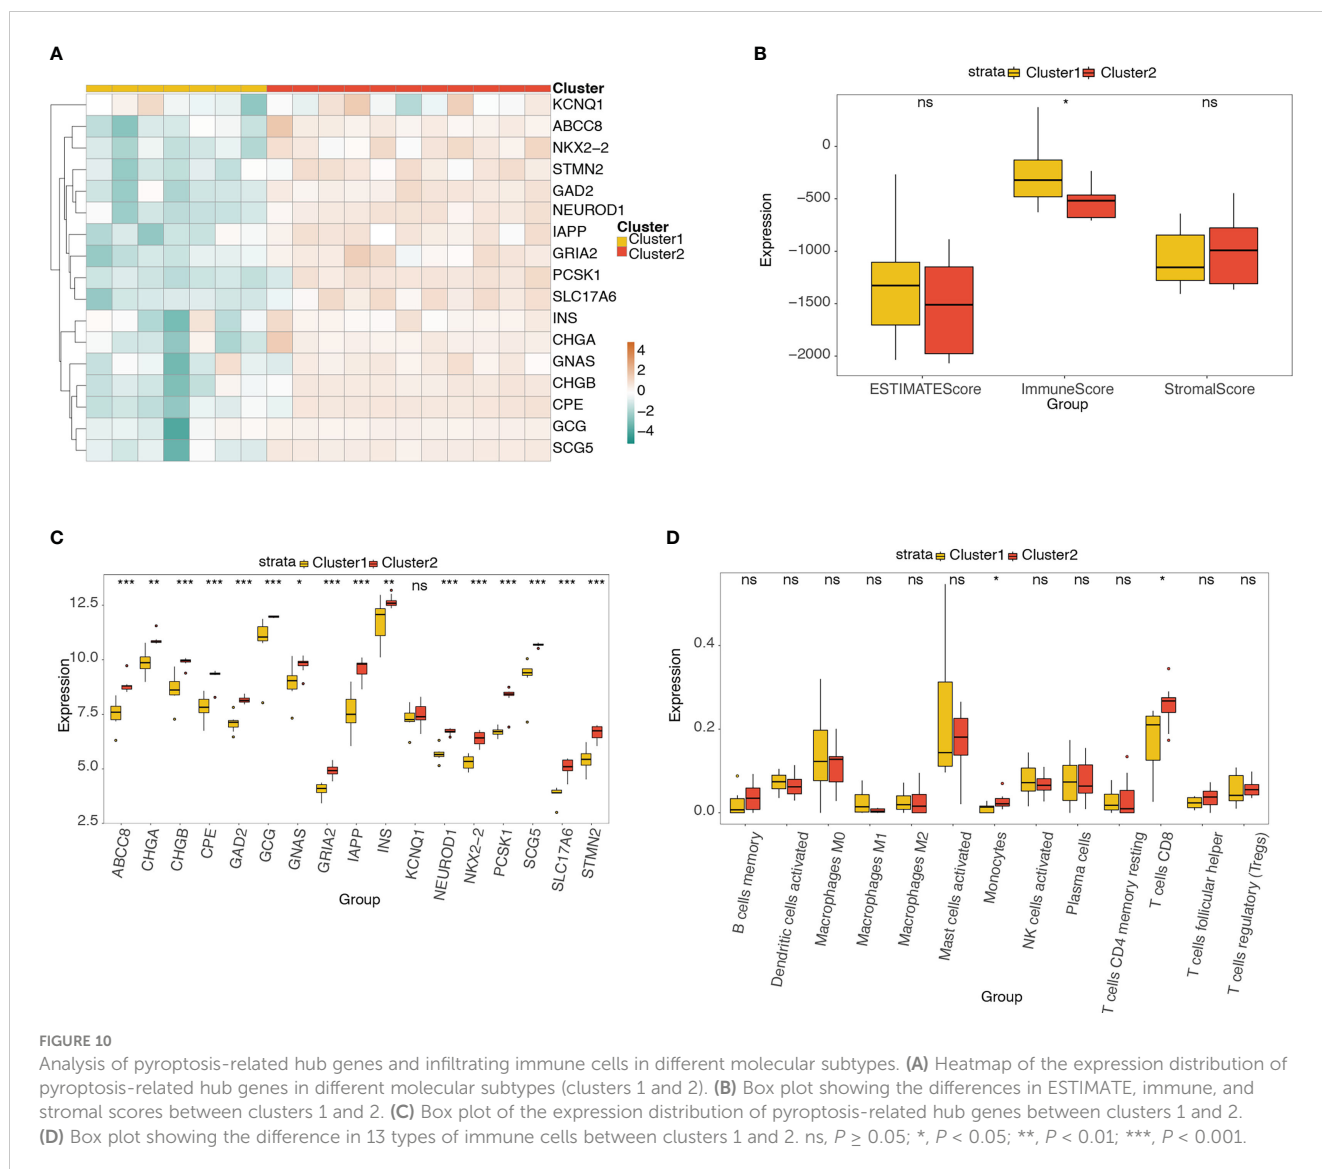 A
Cluster
KCNQ1
ABCC8
NKX2-2
STMN2
GAD2
NEUROD1
IAPP
GRIA2
PCSK1
SLC17A6
INS
CHGA
GNAS
CHGB
CPE
GCG
SCG5
Cluster
Cluster1
Cluster2
4
2
0
−2
−4
B
strata Cluster1 Cluster2
ns * ns
Expression
0
−500
−1000
−1500
−2000
ESTIMATEScore ImmuneScore StromalScore
Group
C
strata Cluster1 Cluster2
*** ** *** *** *** *** * *** *** ** ns *** *** *** *** *** ***
Expression
12.5
10.0
7.5
5.0
2.5
ABCC8
CHGA
CHGB
CPE
GAD2
GCG
GNAS
GRIA2
IAPP
INS
KCNQ1
NEUROD1
NKX2-2
PCSK1
SCG5
SLC17A6
STMN2
Group
D
strata Cluster1 Cluster2
ns ns ns ns ns ns * ns ns ns * ns ns
Expression
0.4
0.2
0.0
B cells memory
Dendritic cells activated
Macrophages M0
Macrophages M1
Macrophages M2
Mast cells activated
Monocytes
NK cells activated
Plasma cells
T cells CD4 memory resting
T cells CD8
T cells follicular helper
T cells regulatory (Tregs)
Group
FIGURE 10
Analysis of pyroptosis-related hub genes and infiltrating immune cells in different molecular subtypes. (A) Heatmap of the expression distribution of
pyroptosis-related hub genes in different molecular subtypes (clusters 1 and 2). (B) Box plot showing the differences in ESTIMATE, immune, and
stromal scores between clusters 1 and 2. (C) Box plot of the expression distribution of pyroptosis-related hub genes between clusters 1 and 2.
(D) Box plot showing the difference in 13 types of immune cells between clusters 1 and 2. ns, P ≥ 0.05; *, P < 0.05; **, P < 0.01; ***, P < 0.001.